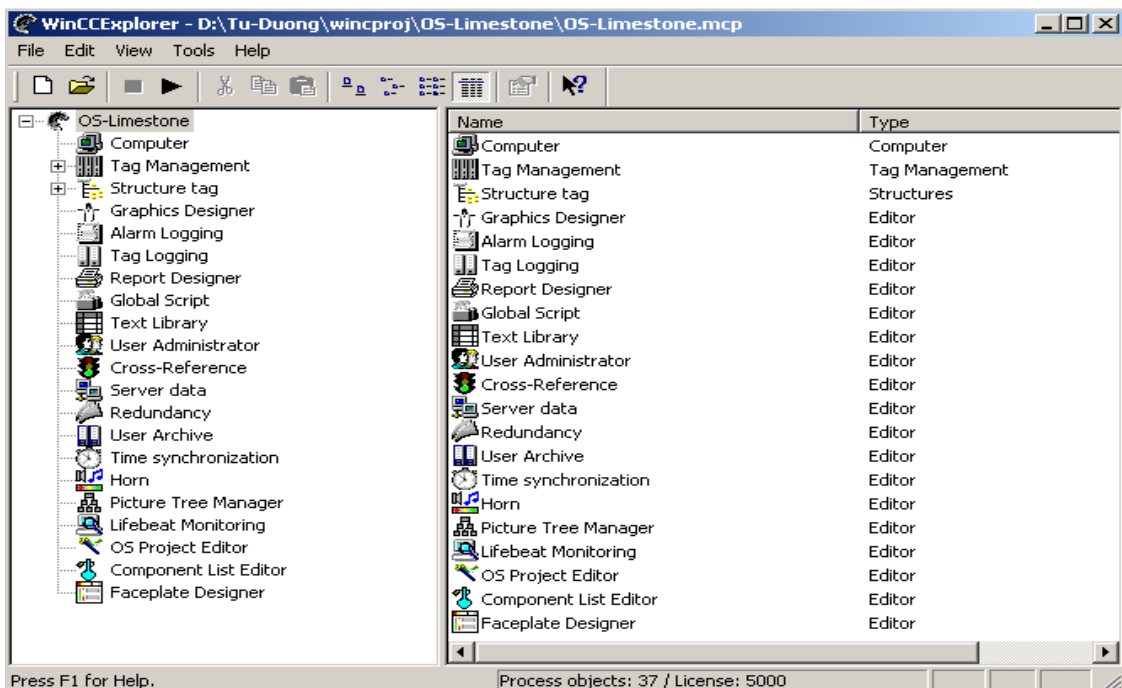 WinCCExplorer - D:\Tu-Duong\wincproj\OS-Limestone\OS-Limestone.mcp
File Edit View Tools Help
OS-Limestone
Computer
Tag Management
Structure tag
Graphics Designer
Alarm Logging
Tag Logging
Report Designer
Global Script
Text Library
User Administrator
Cross-Reference
Server data
Redundancy
User Archive
Time synchronization
Horn
Picture Tree Manager
Lifebeat Monitoring
OS Project Editor
Component List Editor
Faceplate Designer
Name Type
Computer Computer
Tag Management Tag Management
Structure tag Structures
Graphics Designer Editor
Alarm Logging Editor
Tag Logging Editor
Report Designer Editor
Global Script Editor
Text Library Editor
User Administrator Editor
Cross-Reference Editor
Server data Editor
Redundancy Editor
User Archive Editor
Time synchronization Editor
Horn Editor
Picture Tree Manager Editor
Lifebeat Monitoring Editor
OS Project Editor Editor
Component List Editor Editor
Faceplate Designer Editor
Press F1 for Help. Process objects: 37 / License: 5000